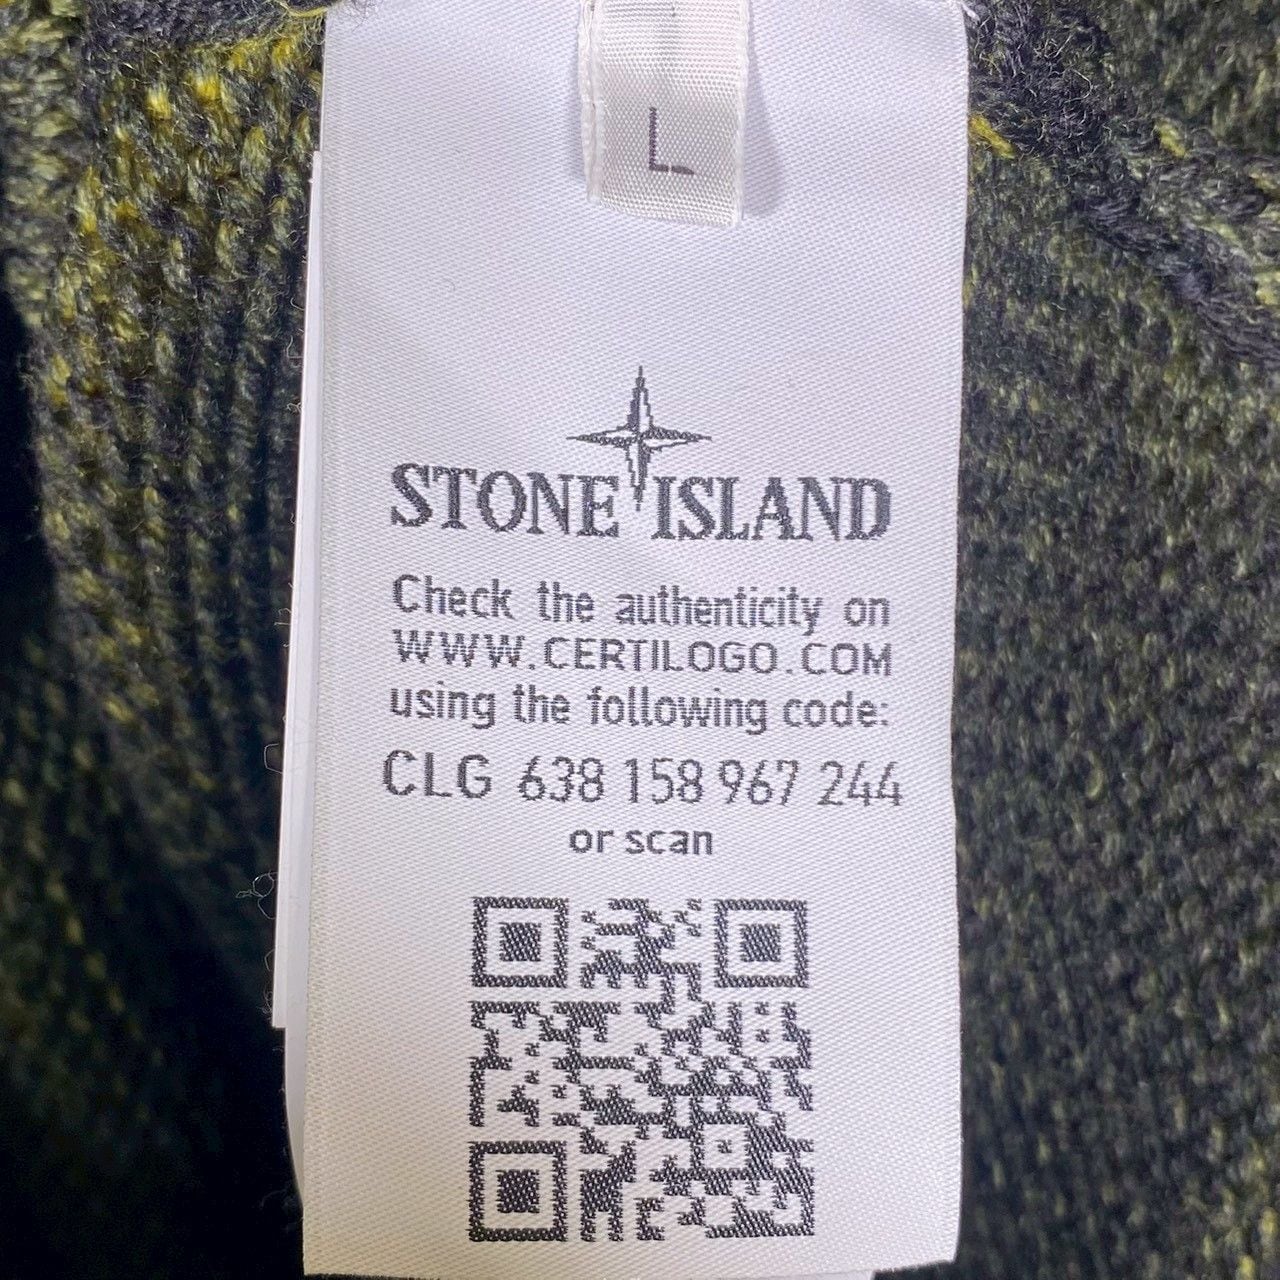 L
STONE ISLAND
Check the authenticity on
WWW.CERTILOGO.COM
using the following code:
CLG 638 158 967 244
or scan